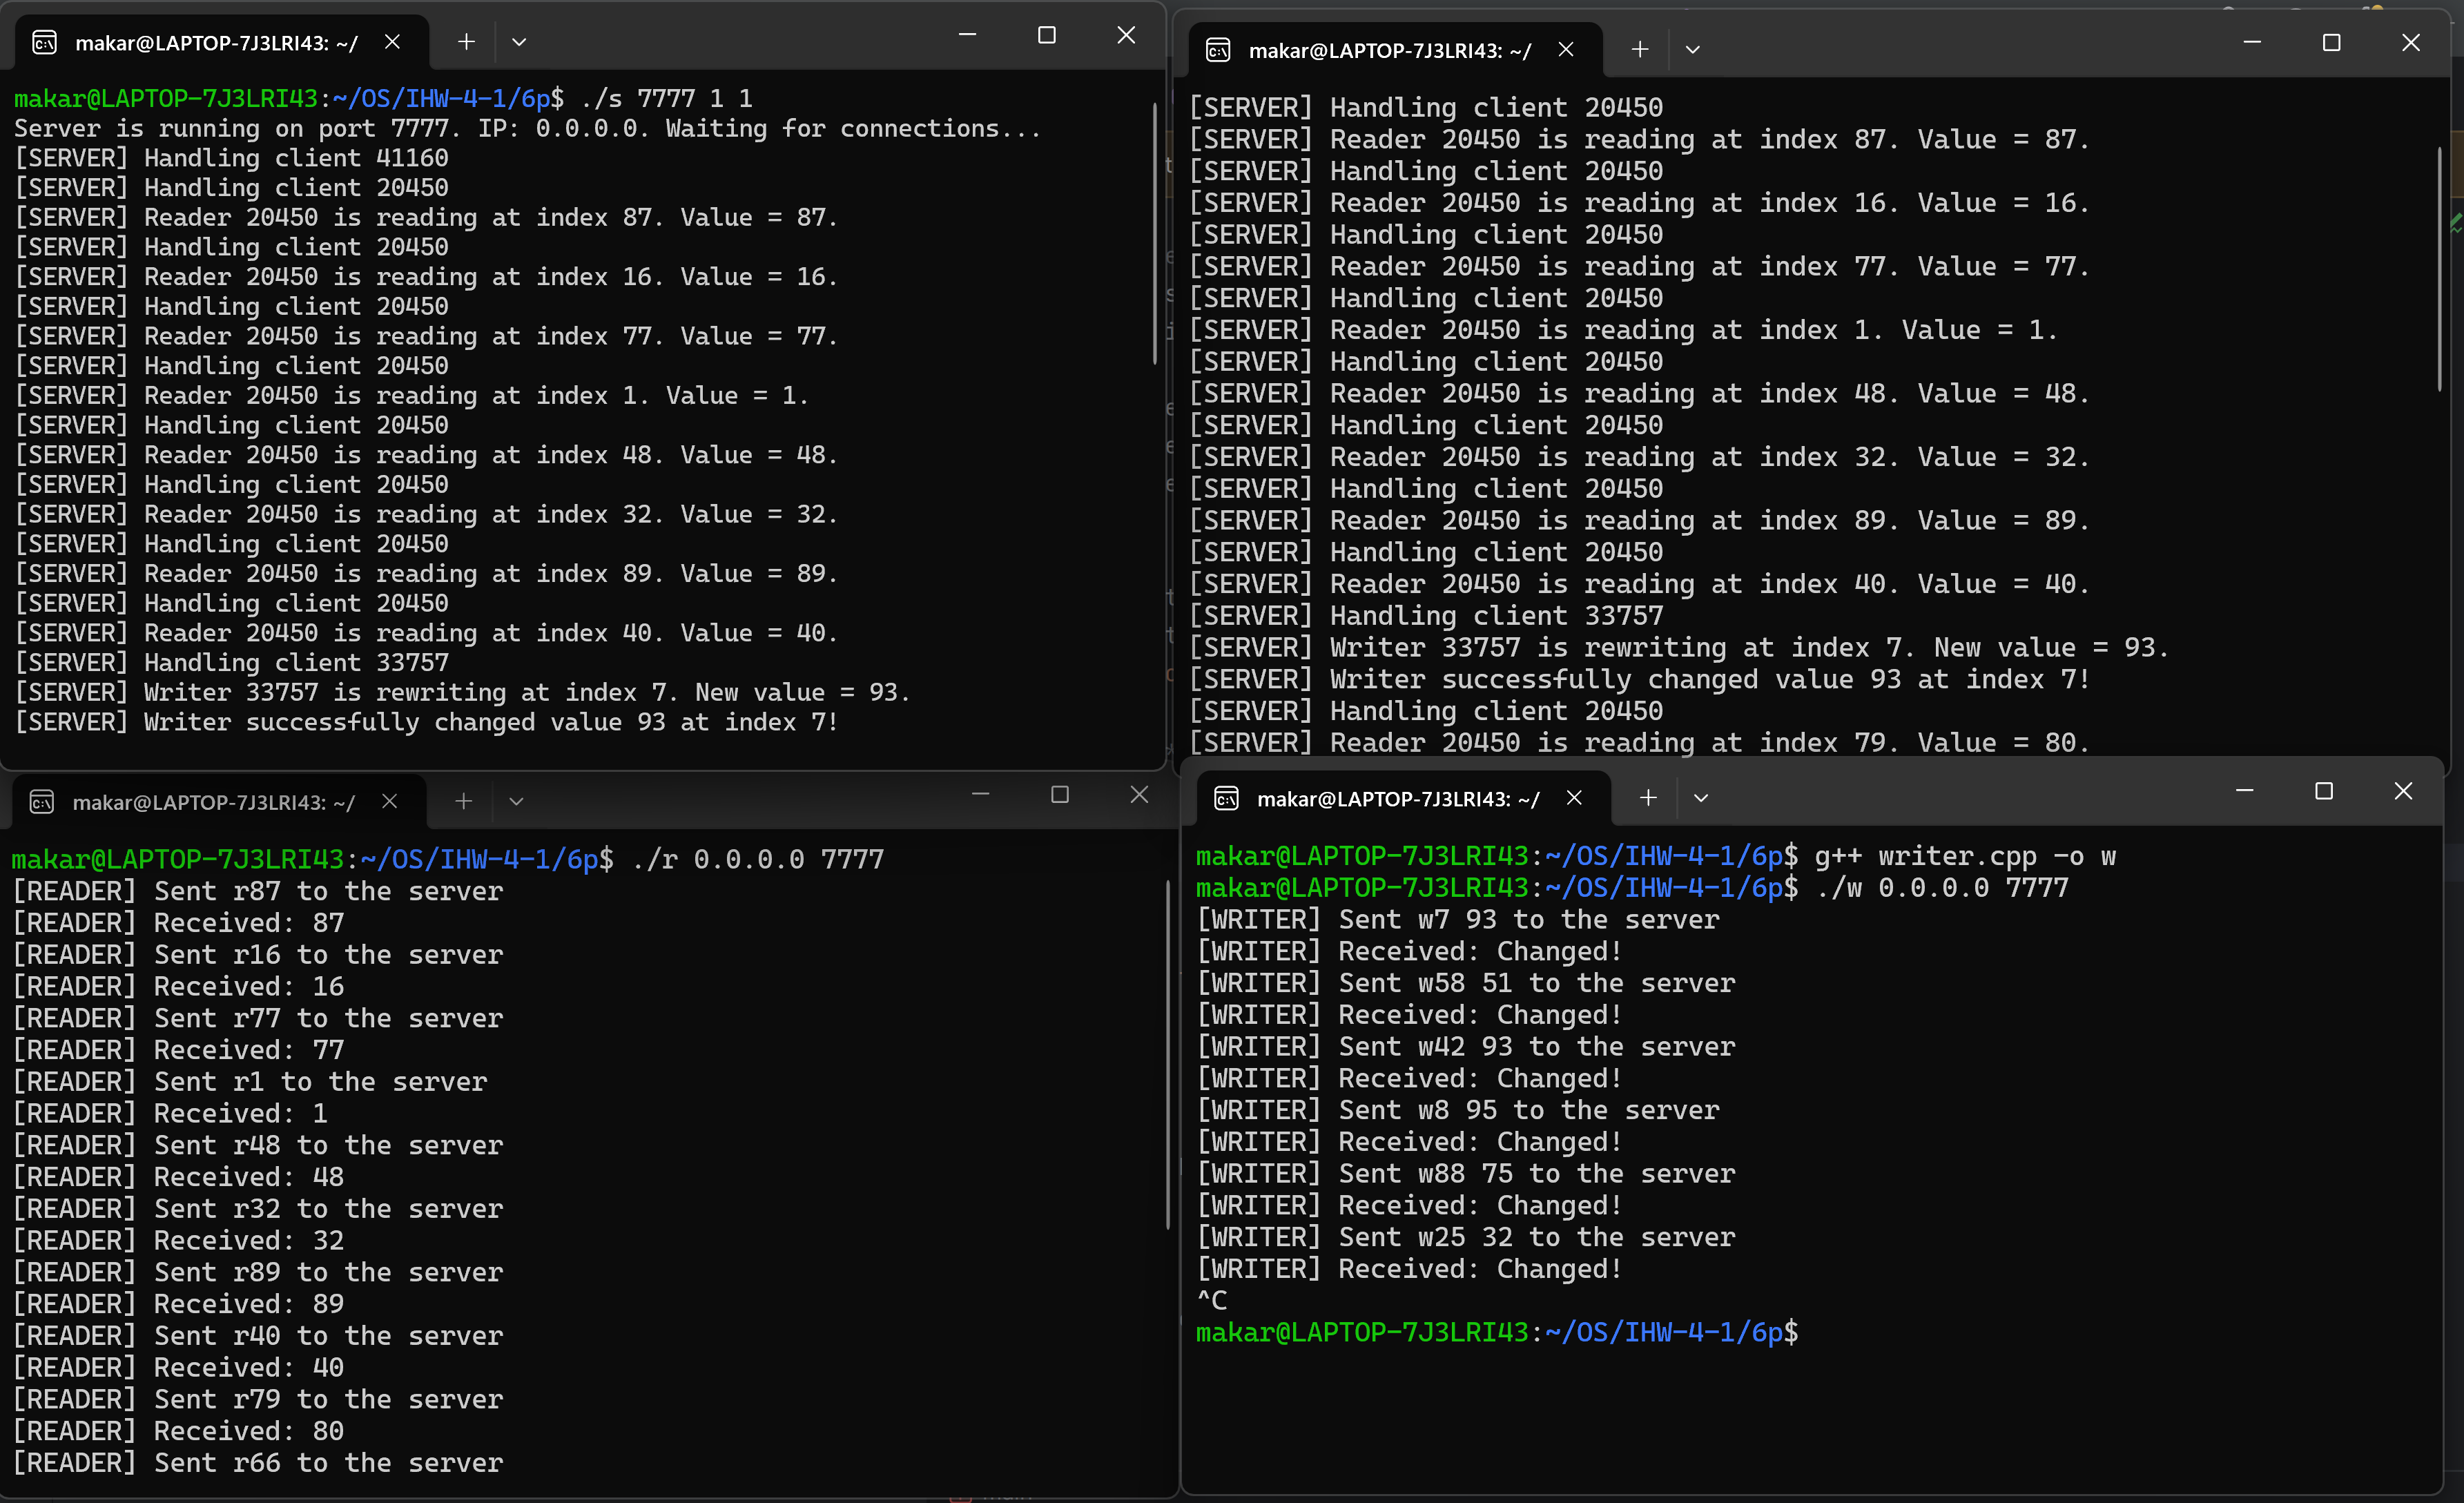 makar@LAPTOP-7J3LRI43: ~/
makar@LAPTOP-7J3LRI43:~/OS/IHW-4-1/6p$ ./s 7777 1 1
Server is running on port 7777. IP: 0.0.0.0. Waiting for connections...
[SERVER] Handling client 41160
[SERVER] Handling client 20450
[SERVER] Reader 20450 is reading at index 87. Value = 87.
[SERVER] Handling client 20450
[SERVER] Reader 20450 is reading at index 16. Value = 16.
[SERVER] Handling client 20450
[SERVER] Reader 20450 is reading at index 77. Value = 77.
[SERVER] Handling client 20450
[SERVER] Reader 20450 is reading at index 1. Value = 1.
[SERVER] Handling client 20450
[SERVER] Reader 20450 is reading at index 48. Value = 48.
[SERVER] Handling client 20450
[SERVER] Reader 20450 is reading at index 32. Value = 32.
[SERVER] Handling client 20450
[SERVER] Reader 20450 is reading at index 89. Value = 89.
[SERVER] Handling client 20450
[SERVER] Reader 20450 is reading at index 40. Value = 40.
[SERVER] Handling client 33757
[SERVER] Writer 33757 is rewriting at index 7. New value = 93.
[SERVER] Writer successfully changed value 93 at index 7!
makar@LAPTOP-7J3LRI43: ~/
[SERVER] Handling client 20450
[SERVER] Reader 20450 is reading at index 87. Value = 87.
[SERVER] Handling client 20450
[SERVER] Reader 20450 is reading at index 16. Value = 16.
[SERVER] Handling client 20450
[SERVER] Reader 20450 is reading at index 77. Value = 77.
[SERVER] Handling client 20450
[SERVER] Reader 20450 is reading at index 1. Value = 1.
[SERVER] Handling client 20450
[SERVER] Reader 20450 is reading at index 48. Value = 48.
[SERVER] Handling client 20450
[SERVER] Reader 20450 is reading at index 32. Value = 32.
[SERVER] Handling client 20450
[SERVER] Reader 20450 is reading at index 89. Value = 89.
[SERVER] Handling client 20450
[SERVER] Reader 20450 is reading at index 40. Value = 40.
[SERVER] Handling client 33757
[SERVER] Writer 33757 is rewriting at index 7. New value = 93.
[SERVER] Writer successfully changed value 93 at index 7!
[SERVER] Handling client 20450
[SERVER] Reader 20450 is reading at index 79. Value = 80.
makar@LAPTOP-7J3LRI43: ~/
makar@LAPTOP-7J3LRI43:~/OS/IHW-4-1/6p$ ./r 0.0.0.0 7777
[READER] Sent r87 to the server
[READER] Received: 87
[READER] Sent r16 to the server
[READER] Received: 16
[READER] Sent r77 to the server
[READER] Received: 77
[READER] Sent r1 to the server
[READER] Received: 1
[READER] Sent r48 to the server
[READER] Received: 48
[READER] Sent r32 to the server
[READER] Received: 32
[READER] Sent r89 to the server
[READER] Received: 89
[READER] Sent r40 to the server
[READER] Received: 40
[READER] Sent r79 to the server
[READER] Received: 80
[READER] Sent r66 to the server
makar@LAPTOP-7J3LRI43: ~/
makar@LAPTOP-7J3LRI43:~/OS/IHW-4-1/6p$ g++ writer.cpp -o w
makar@LAPTOP-7J3LRI43:~/OS/IHW-4-1/6p$ ./w 0.0.0.0 7777
[WRITER] Sent w7 93 to the server
[WRITER] Received: Changed!
[WRITER] Sent w58 51 to the server
[WRITER] Received: Changed!
[WRITER] Sent w42 93 to the server
[WRITER] Received: Changed!
[WRITER] Sent w8 95 to the server
[WRITER] Received: Changed!
[WRITER] Sent w88 75 to the server
[WRITER] Received: Changed!
[WRITER] Sent w25 32 to the server
[WRITER] Received: Changed!
^C
makar@LAPTOP-7J3LRI43:~/OS/IHW-4-1/6p$